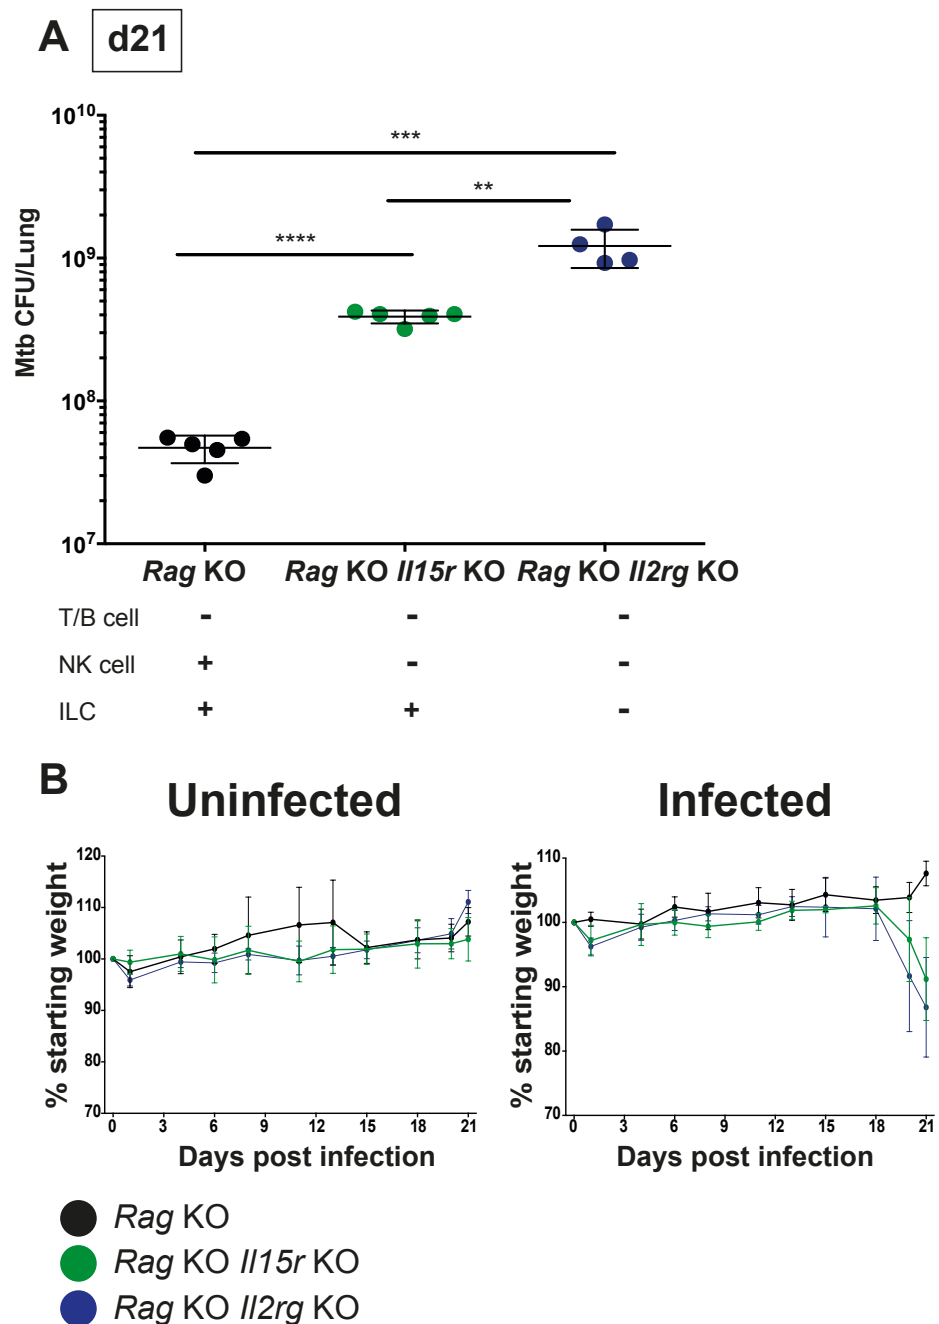 A d21
10^10
10^9
10^8
10^7
Mtb CFU/Lung
***
**
****
Rag KO Rag KO Il15r KO Rag KO Il2rg KO
T/B cell - - -
NK cell + - -
ILC + + -
B
Uninfected
Infected
120
110
100
90
80
70
% starting weight
0 3 6 9 12 15 18 21
Days post infection
110
100
90
80
70
% starting weight
0 3 6 9 12 15 18 21
Days post infection
Rag KO
Rag KO Il15r KO
Rag KO Il2rg KO